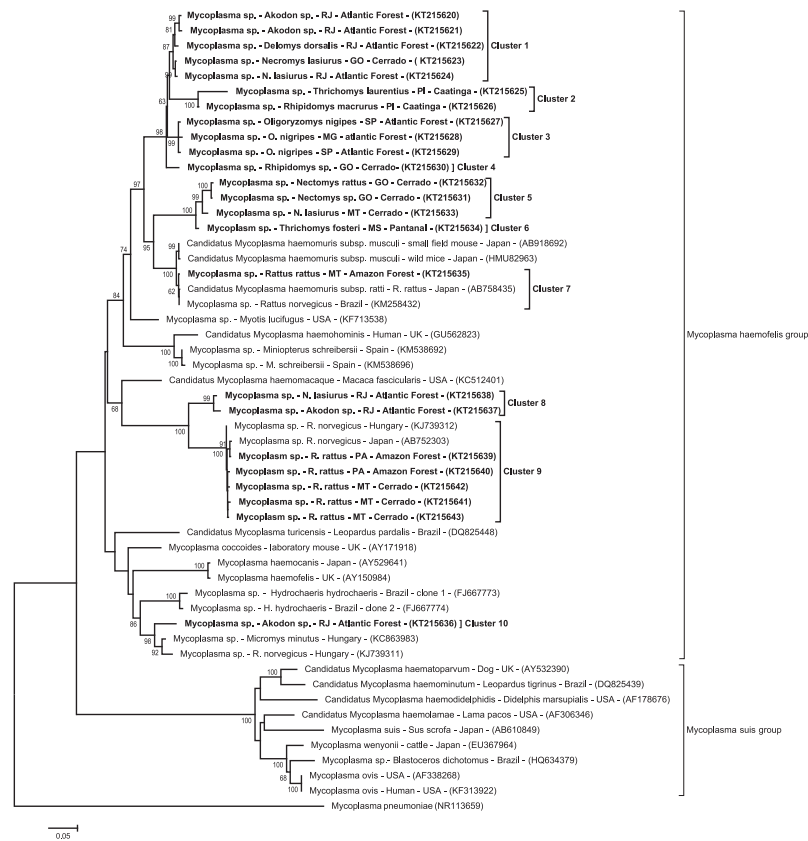 99
Mycoplasma sp. - Akodon sp. - RJ - Atlantic Forest - (KT215620)
81
Mycoplasma sp. - Akodon sp. - RJ - Atlantic Forest - (KT215621)
87
Mycoplasma sp. - Delomys dorsalis - RJ - Atlantic Forest - (KT215622)
Cluster 1
Mycoplasma sp. - Necromys lasiurus - GO - Cerrado - ( KT215623)
99
Mycoplasma sp. - N. lasiurus - RJ - Atlantic Forest - (KT215624)
Mycoplasma sp. - Thrichomys laurentius - PI - Caatinga - (KT215625)
63
Cluster 2
100
Mycoplasma sp. - Rhipidomys macrurus - PI - Caatinga - (KT215626)
Mycoplasma sp. - Oligoryzomys nigipes - SP - Atlantic Forest - (KT215627)
98
Mycoplasma sp. - O. nigripes - MG - atlantic Forest - (KT215628)
Cluster 3
99
Mycoplasma sp. - O. nigripes - SP - Atlantic Forest - (KT215629)
Mycoplasma sp. - Rhipidomys sp. - GO - Cerrado - (KT215630) ] Cluster 4
97
100
Mycoplasma sp. - Nectomys rattus - GO - Cerrado - (KT215632)
99
Mycoplasma sp. - Nectomys sp. GO - Cerrado - (KT215631)
Cluster 5
Mycoplasma sp. - N. lasiurus - MT - Cerrado - (KT215633)
100
Mycoplasm sp. - Thrichomys fosteri - MS - Pantanal - (KT215634) ] Cluster 6
74
95
Candidatus Mycoplasma haemomuris subsp. musculi - small field mouse - Japan - (AB918692)
99
Candidatus Mycoplasma haemomuris subsp. musculi - wild mice - Japan - (HMU82963)
100
Mycoplasma sp. - Rattus rattus - MT - Amazon Forest - (KT215635)
62
Candidatus Mycoplasma haemomuris subsp. ratti - R. rattus - Japan - (AB758435)
Cluster 7
84
Mycoplasma sp. - Rattus norvegicus - Brazil - (KM258432)
Mycoplasma sp. - Myotis lucifugus - USA - (KF713538)
Candidatus Mycoplasma haemohominis - Human - UK - (GU562823)
Mycoplasma haemofelis group
100
Mycoplasma sp. - Miniopterus schreibersii - Spain - (KM538692)
100
Mycoplasma sp. - M. schreibersii - Spain - (KM538696)
Candidatus Mycoplasma haemomacaque - Macaca fascicularis - USA - (KC512401)
68
99
Mycoplasma sp. - N. lasiurus - RJ - Atlantic Forest - (KT215638)
Cluster 8
Mycoplasma sp. - Akodon sp. - RJ - Atlantic Forest - (KT215637)
100
Mycoplasma sp. - R. norvegicus - Hungary - (KJ739312)
91
Mycoplasma sp. R. norvegicus - Japan - (AB752303)
100
Mycoplasm sp. - R. rattus - PA - Amazon Forest - (KT215639)
Mycoplasm sp. - R. rattus - PA - Amazon Forest - (KT215640)
Cluster 9
Mycoplasma sp. - R. rattus - MT - Cerrado - (KT215642)
Mycoplasma sp. - R. rattus - MT - Cerrado - (KT215641)
Mycoplasm sp. - R. rattus - MT - Cerrado - (KT215643)
Candidatus Mycoplasma turicensis - Leopardus pardalis - Brazil - (DQ825448)
Mycoplasma coccoides - laboratory mouse - UK - (AY171918)
Mycoplasma haemocanis - Japan - (AY529641)
100
Mycoplasma haemofelis - UK - (AY150984)
Mycoplasma sp. - Hydrochaeris hydrochaeris - Brazil - clone 1 - (FJ667773)
100
Mycoplasma sp. - H. hydrochaeris - Brazil - clone 2 - (FJ667774)
86
Mycoplasma sp. - Akodon sp. - RJ - Atlantic Forest - (KT215636) ] Cluster 10
98
Mycoplasma sp. - Micromys minutus - Hungary - (KC863983)
92
Mycoplasma sp. - R. norvegicus - Hungary - (KJ739311)
Candidatus Mycoplasma haematoparvum - Dog - UK - (AY532390)
100
Candidatus Mycoplasma haemominutum - Leopardus tigrinus - Brazil - (DQ825439)
Candidatus Mycoplasma haemodidelphidis - Didelphis marsupialis - USA - (AF178676)
100
Candidatus Mycoplasma haemolamae - Lama pacos - USA - (AF306346)
Mycoplasma suis - Sus scrofa - Japan - (AB610849)
Mycoplasma suis group
Mycoplasma wenyonii - cattle - Japan - (EU367964)
100
Mycoplasma sp.- Blastoceros dichotomus - Brazil - (HQ634379)
68
Mycoplasma ovis - USA - (AF338268)
100
Mycoplasma ovis - Human - USA - (KF313922)
Mycoplasma pneumoniae - (NR113659)
0.05